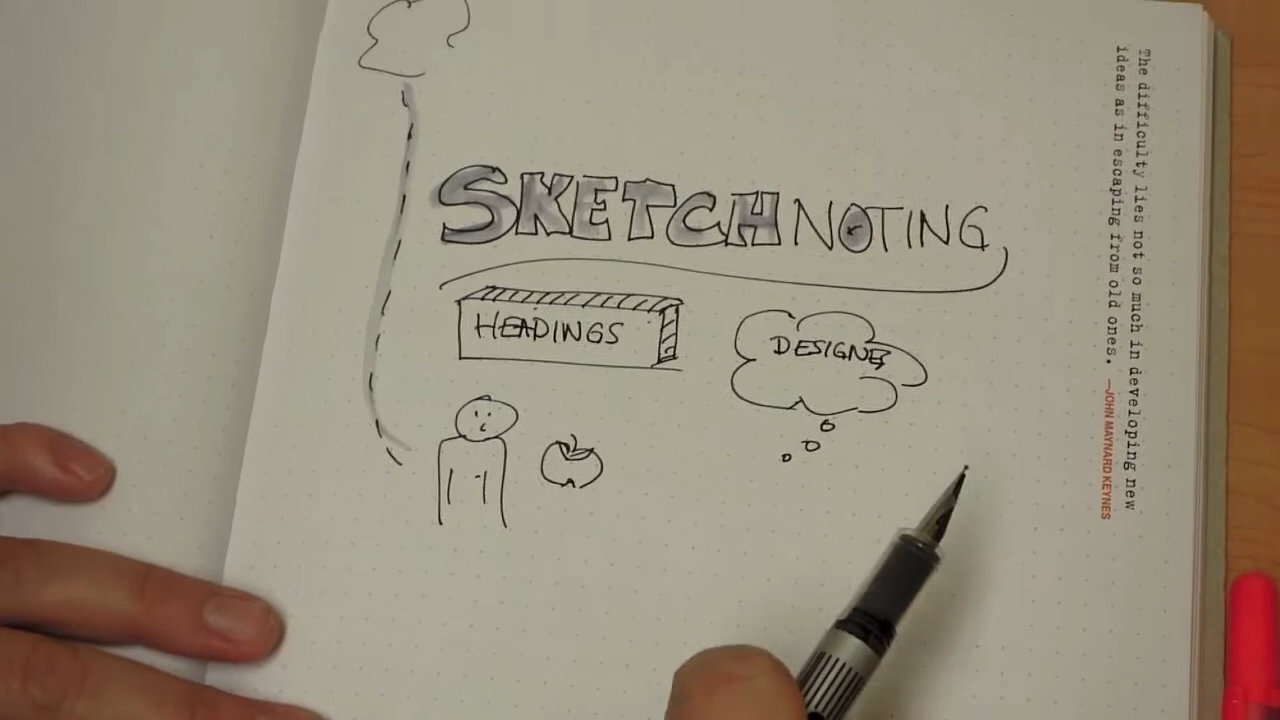 SKETCHNOTING
HEADINGS
DESIGNE
The difficulty lies not so much in developing new
ideas as in escaping from old ones. —JOHN MAYNARD KEYNES